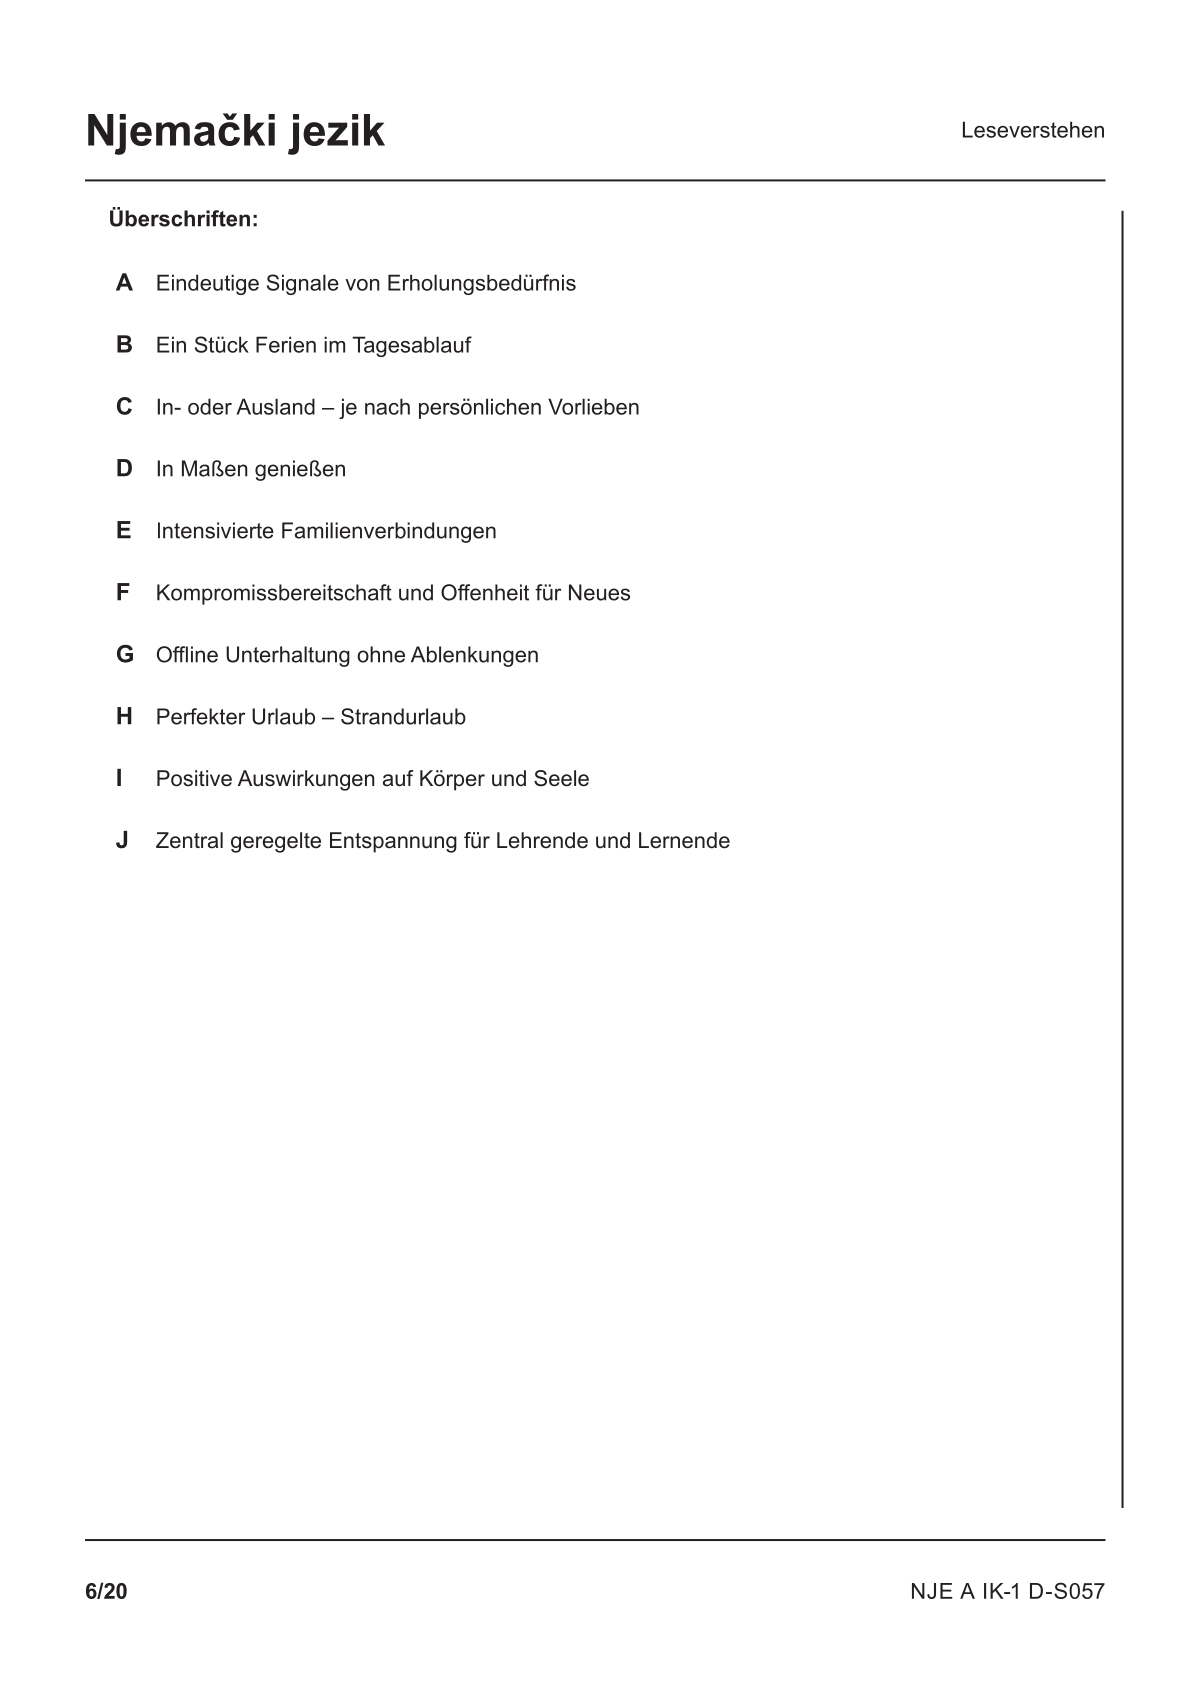 Njemački jezik
Leseverstehen
Überschriften:
A Eindeutige Signale von Erholungsbedürfnis
B Ein Stück Ferien im Tagesablauf
C In- oder Ausland – je nach persönlichen Vorlieben
D In Maßen genießen
E Intensivierte Familienverbindungen
F Kompromissbereitschaft und Offenheit für Neues
G Offline Unterhaltung ohne Ablenkungen
H Perfekter Urlaub – Strandurlaub
I Positive Auswirkungen auf Körper und Seele
J Zentral geregelte Entspannung für Lehrende und Lernende
6/20
NJE A IK-1 D-S057